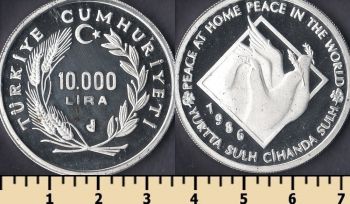 TÜRKİYE CUMHURİYETİ
10.000
LİRA
PEACE AT HOME PEACE IN THE WORLD
1986
YURTTA SULH CİHANDA SULH
1 2 3 4 5 6 7